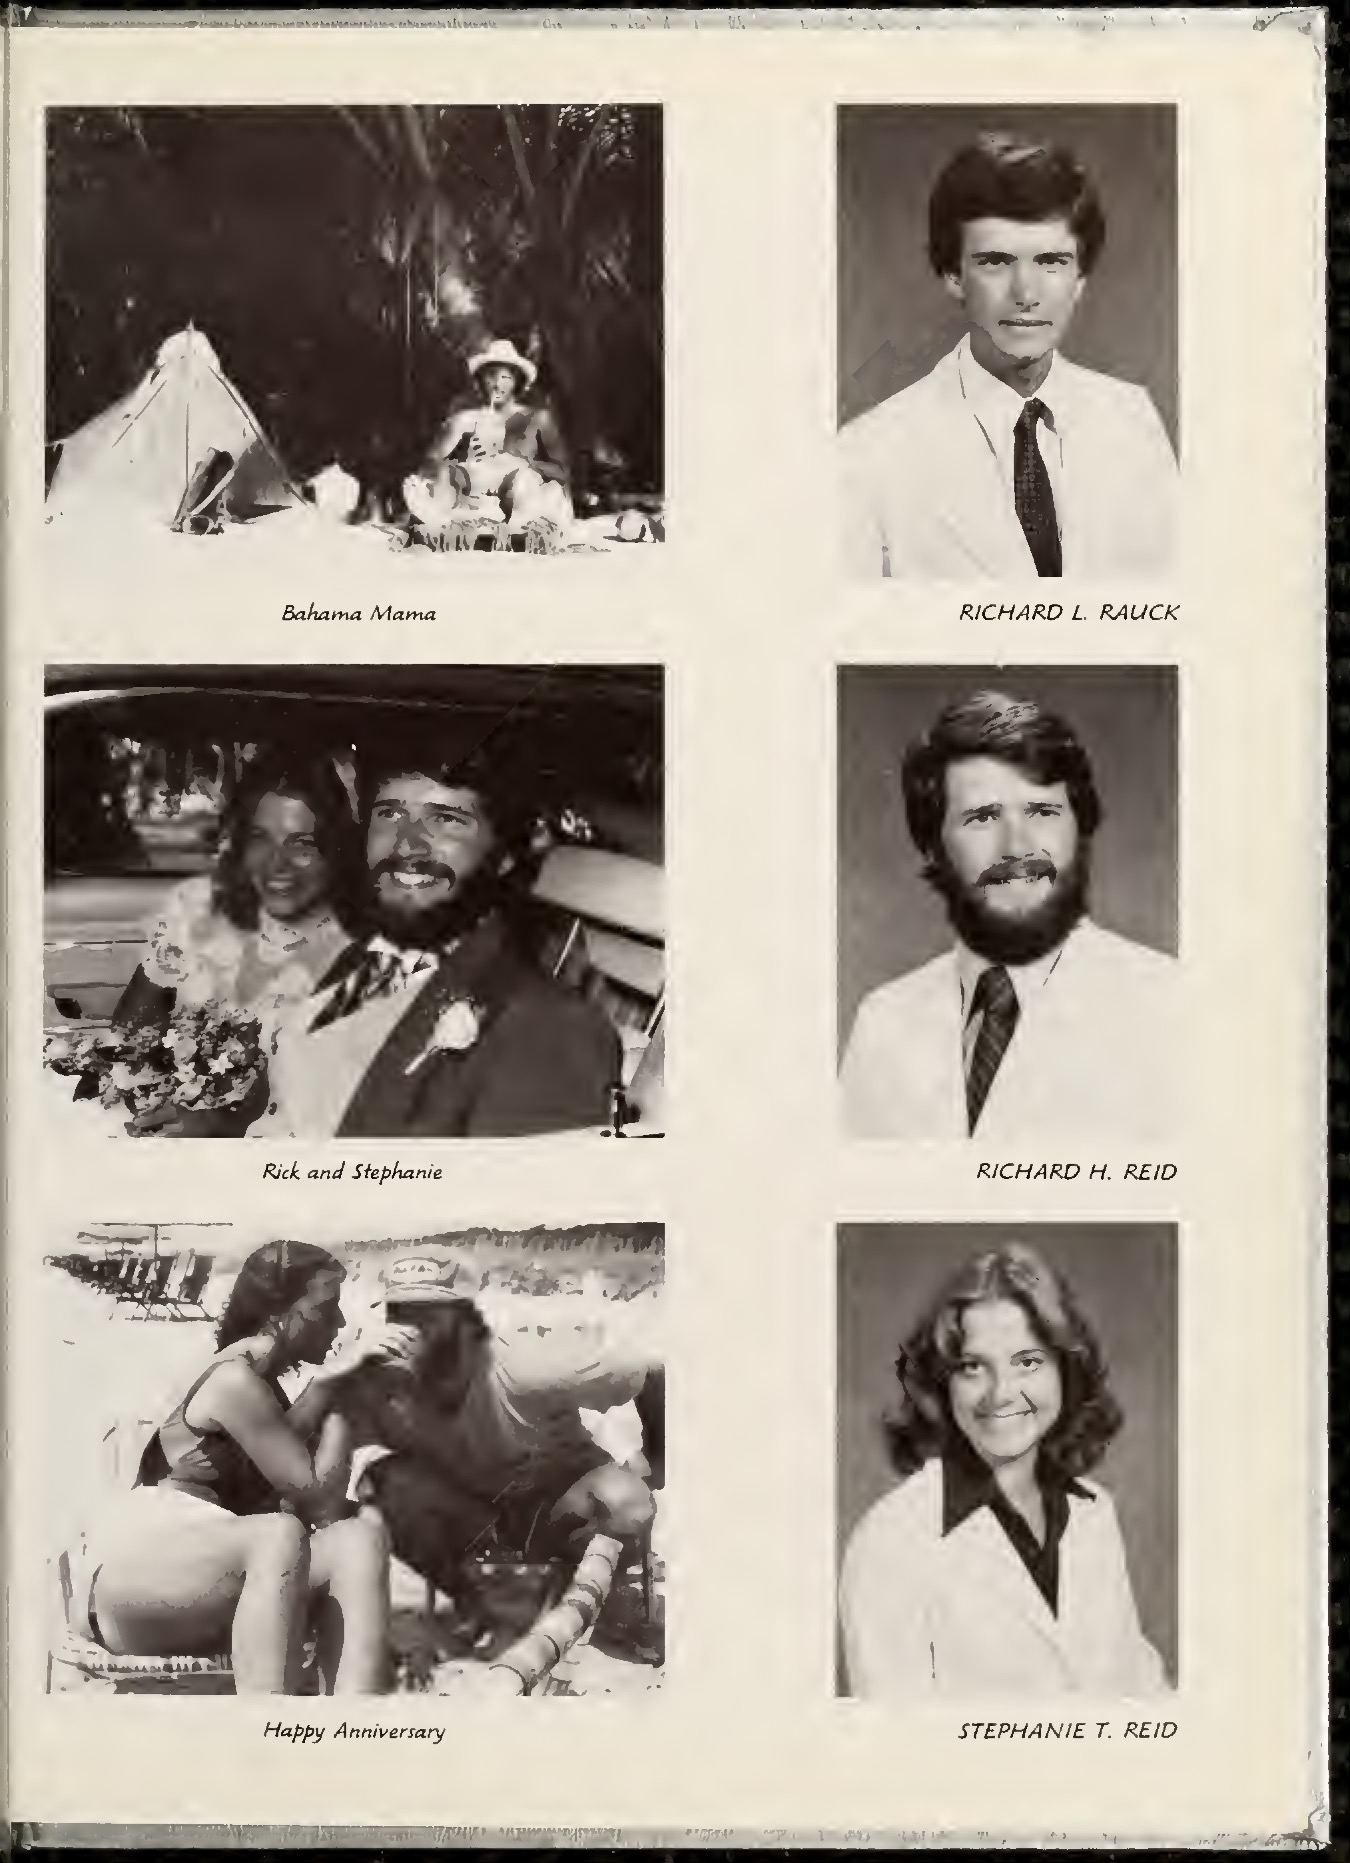 Bahama Mama
RICHARD L. RAUCK
Rick and Stephanie
RICHARD H. REID
Happy Anniversary
STEPHANIE T. REID